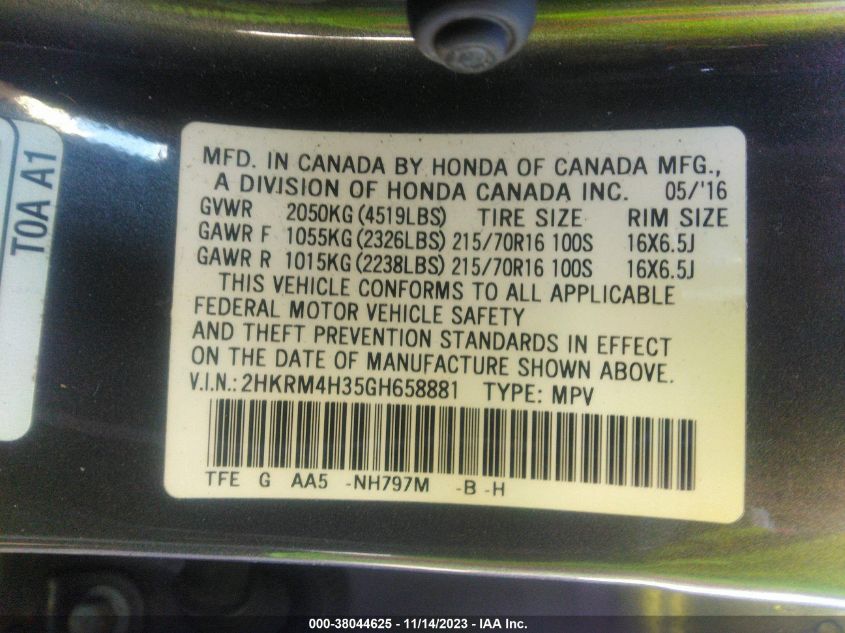 MFD. IN CANADA BY HONDA OF CANADA MFG.,
A DIVISION OF HONDA CANADA INC. 05/'16
GVWR 2050KG (4519LBS) TIRE SIZE RIM SIZE
GAWR F 1055KG (2326LBS) 215/70R16 100S 16X6.5J
GAWR R 1015KG (2238LBS) 215/70R16 100S 16X6.5J
THIS VEHICLE CONFORMS TO ALL APPLICABLE
FEDERAL MOTOR VEHICLE SAFETY
AND THEFT PREVENTION STANDARDS IN EFFECT
ON THE DATE OF MANUFACTURE SHOWN ABOVE.
V.I.N.: 2HKRM4H35GH658881 TYPE: MPV
TFE G AA5 -NH797M -B -H
T0A A1
000-38044625 - 11/14/2023 - IAA Inc.